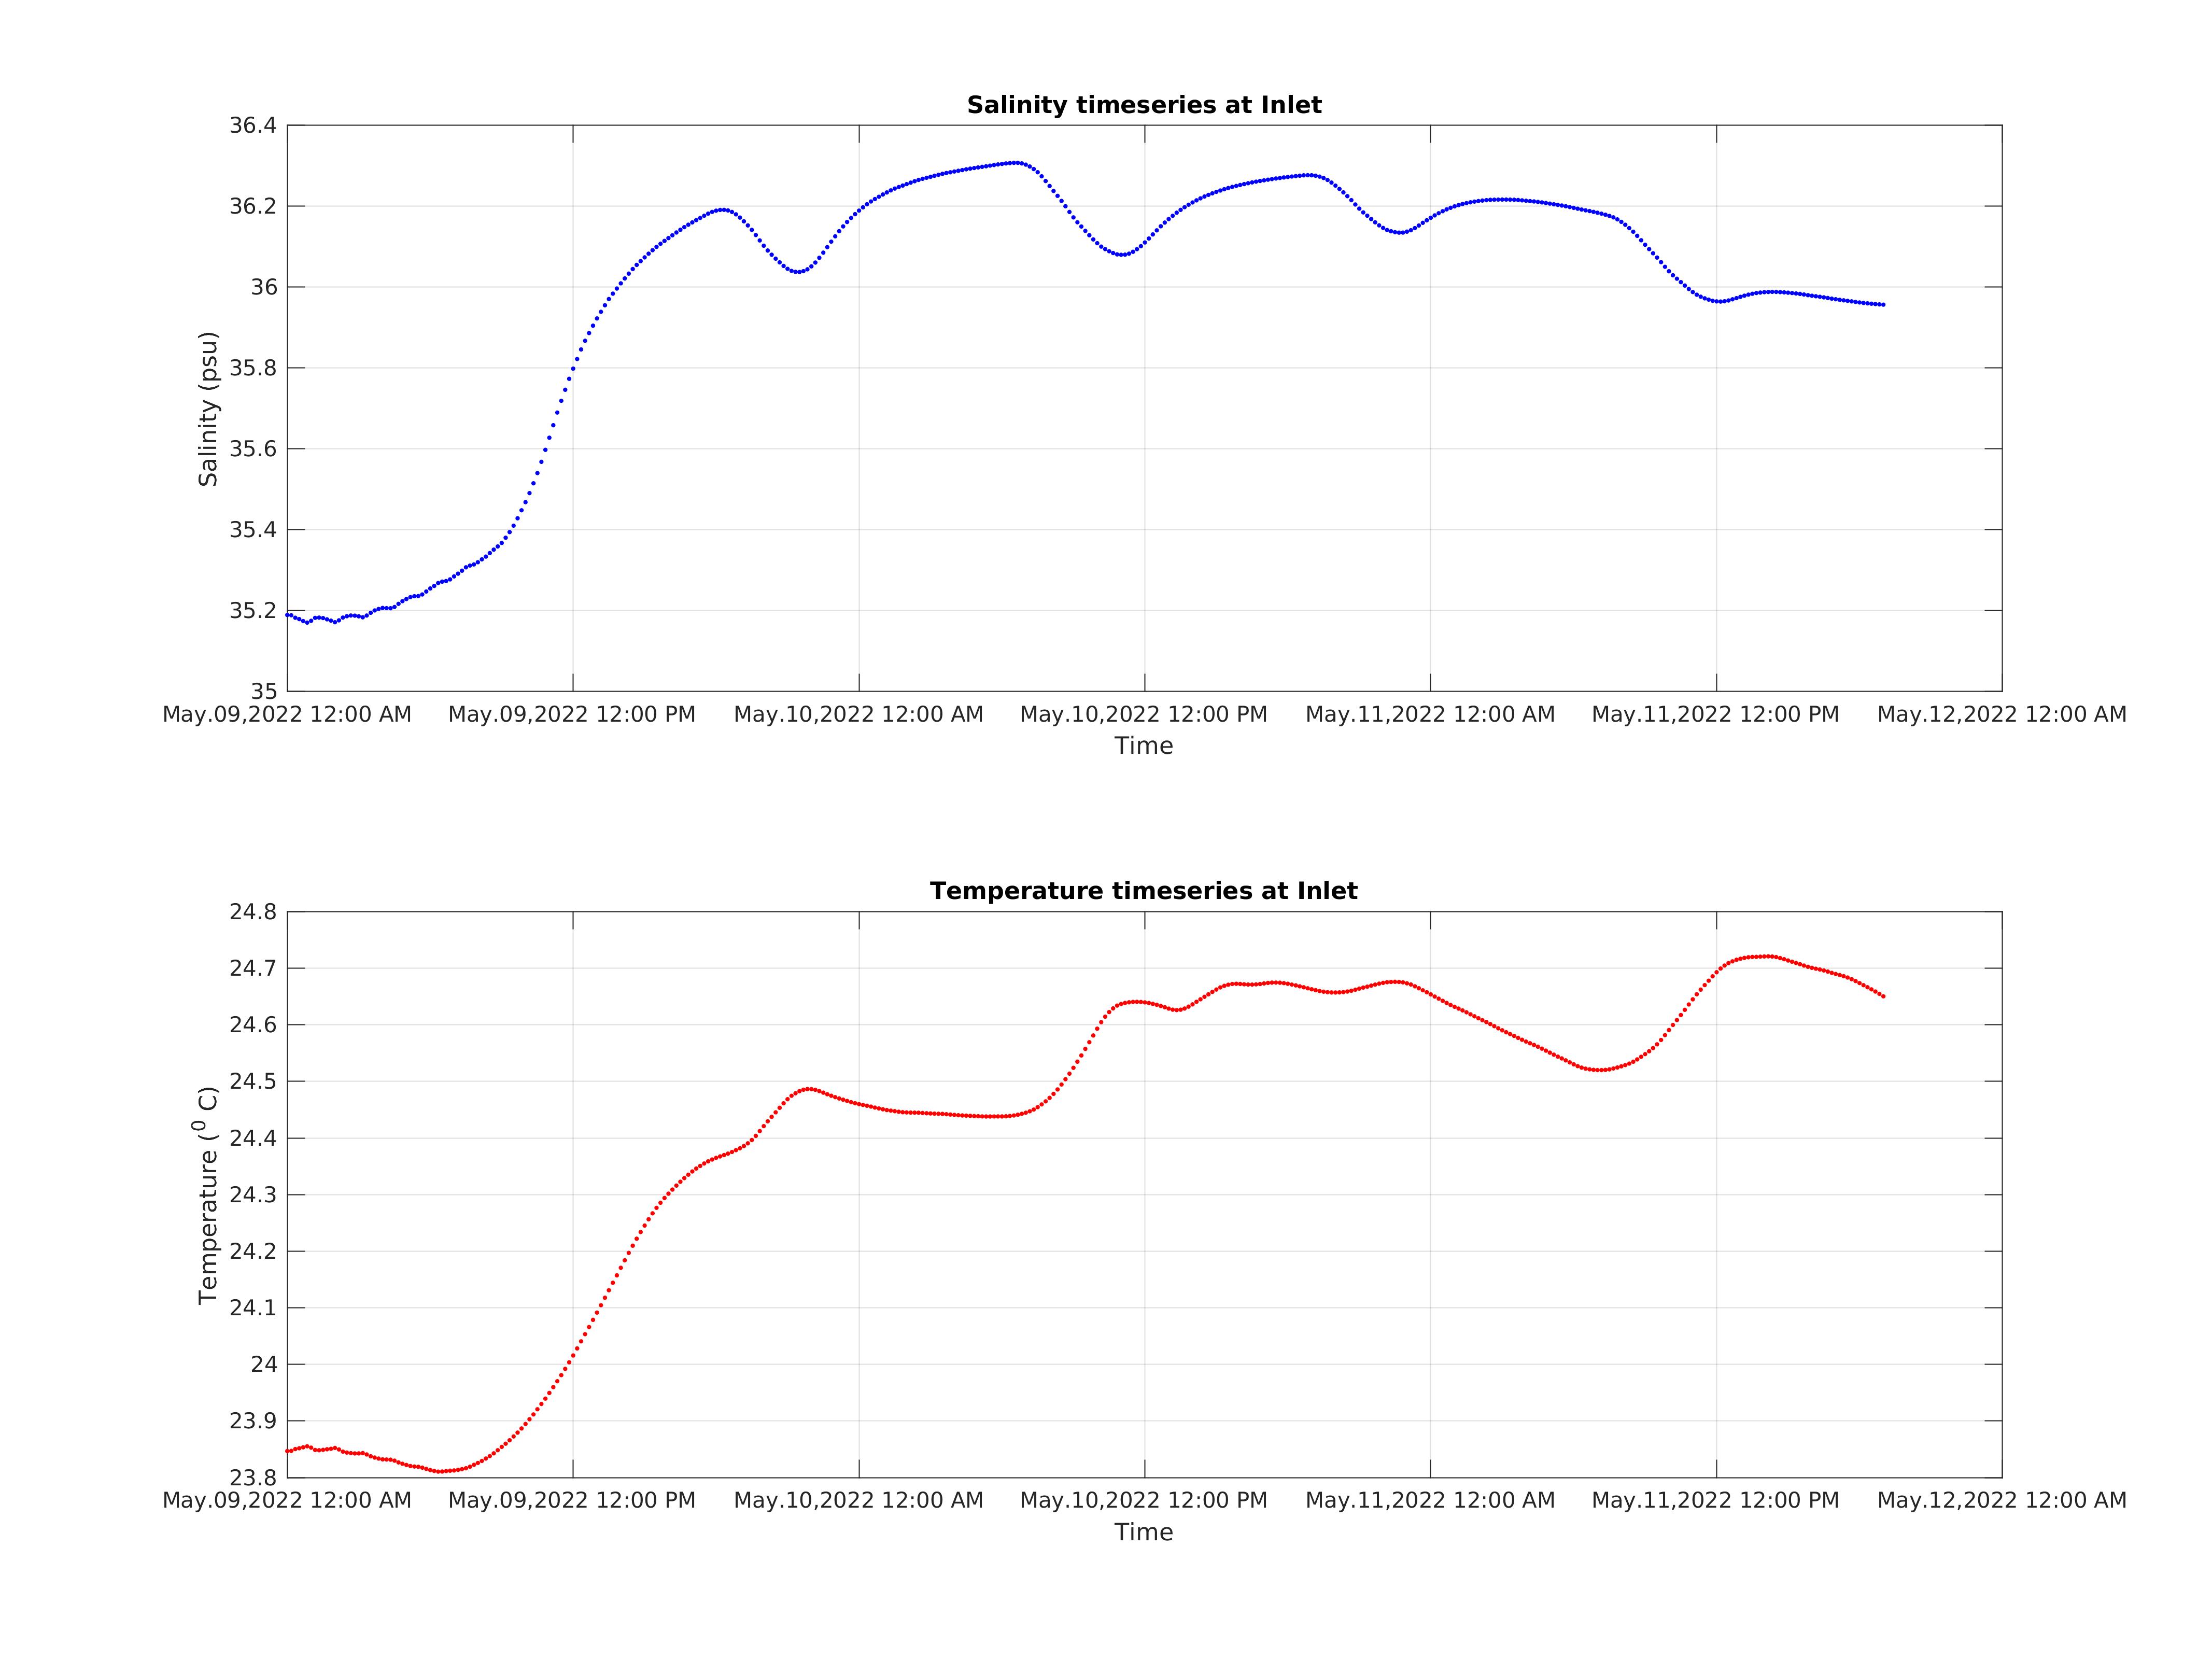 Salinity timeseries at Inlet
36.4
36.2
36
35.8
35.6
35.4
35.2
35
Salinity (psu)
May.09,2022 12:00 AM May.09,2022 12:00 PM May.10,2022 12:00 AM May.10,2022 12:00 PM May.11,2022 12:00 AM May.11,2022 12:00 PM May.12,2022 12:00 AM
Time
Temperature timeseries at Inlet
24.8
24.7
24.6
24.5
24.4
24.3
24.2
24.1
24
23.9
23.8
Temperature (⁰ C)
May.09,2022 12:00 AM May.09,2022 12:00 PM May.10,2022 12:00 AM May.10,2022 12:00 PM May.11,2022 12:00 AM May.11,2022 12:00 PM May.12,2022 12:00 AM
Time